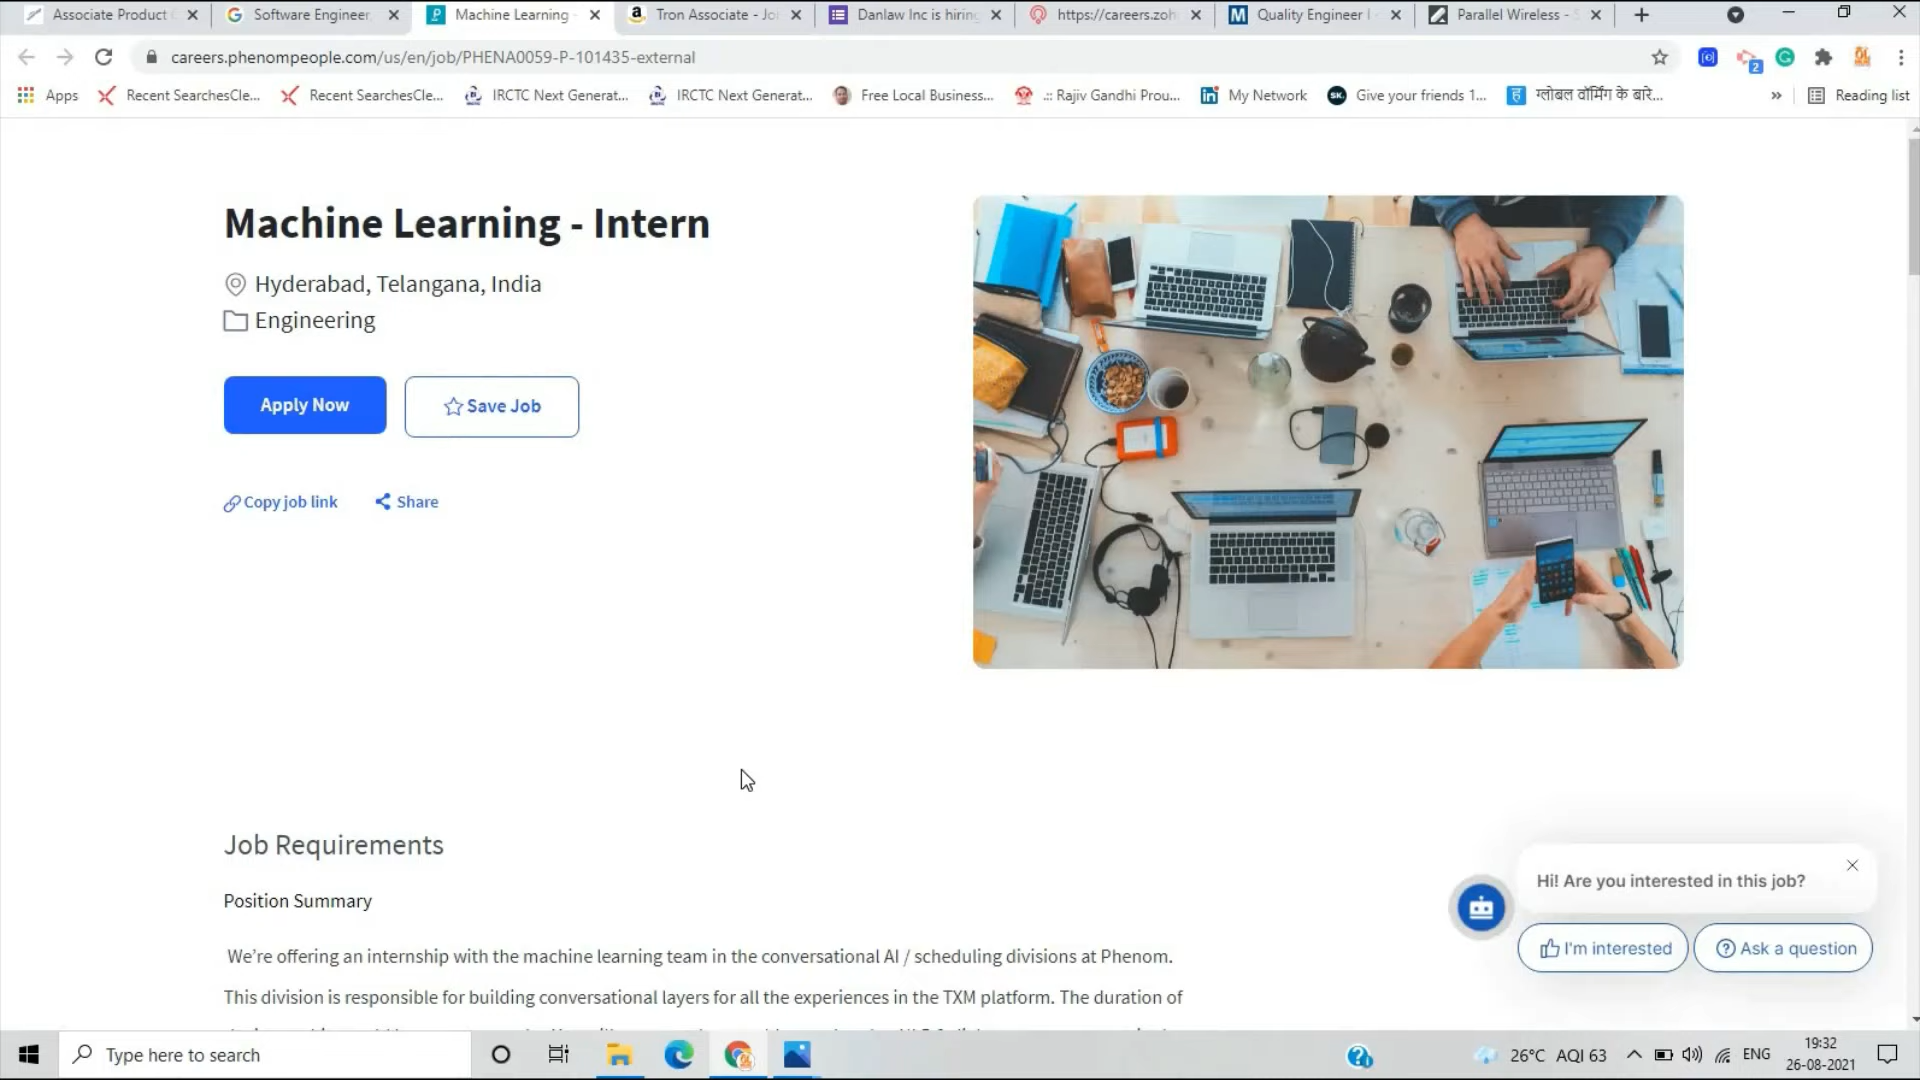 Associate Product
Software Engineer,
Machine Learning -
Tron Associate - Jo
Danlaw Inc is hiring
https://careers.zoh
Quality Engineer I -
Parallel Wireless - S
careers.phenompeople.com/us/en/job/PHENA0059-P-101435-external
2
Apps
Recent SearchesCle...
Recent SearchesCle...
IRCTC Next Generat...
IRCTC Next Generat...
Free Local Business...
.:: Rajiv Gandhi Prou...
My Network
SK.
Give your friends 1...
ह
ग्लोबल वॉर्मिंग के बारे...
Reading list
Machine Learning - Intern
Hyderabad, Telangana, India
Engineering
Apply Now
Save Job
Copy job link
Share
Job Requirements
Position Summary
We’re offering an internship with the machine learning team in the conversational AI / scheduling divisions at Phenom.
This division is responsible for building conversational layers for all the experiences in the TXM platform. The duration of
Hi! Are you interested in this job?
I'm interested
Ask a question
Type here to search
26°C AQI 63
ENG
19:32
26-08-2021